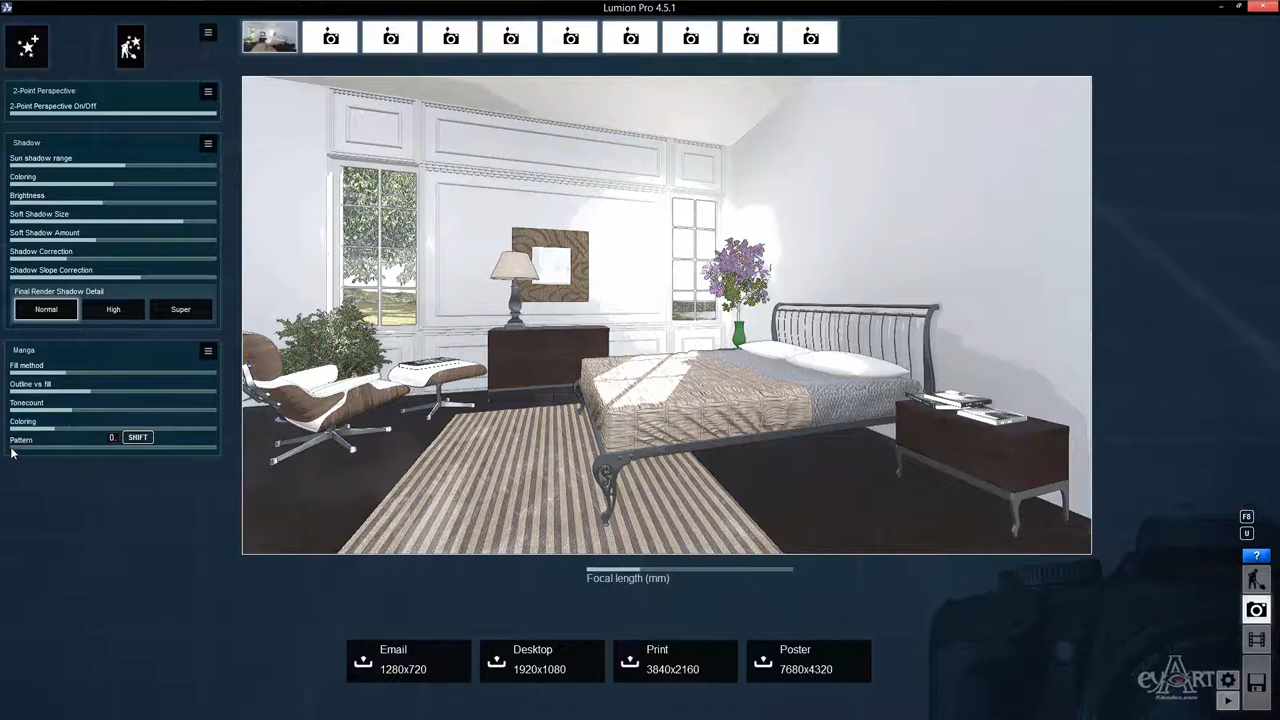 Lumion Pro 4.5.1
2-Point Perspective
2-Point Perspective On/Off
Shadow
Sun shadow range
Coloring
Brightness
Soft Shadow Size
Soft Shadow Amount
Shadow Correction
Shadow Slope Correction
Final Render Shadow Detail
Normal High Super
Manga
Fill method
Outline vs fill
Tonecount
Coloring
Pattern 0. SHIFT
F8
U
?
Focal length (mm)
Email
1280x720
Desktop
1920x1080
Print
3840x2160
Poster
7680x4320